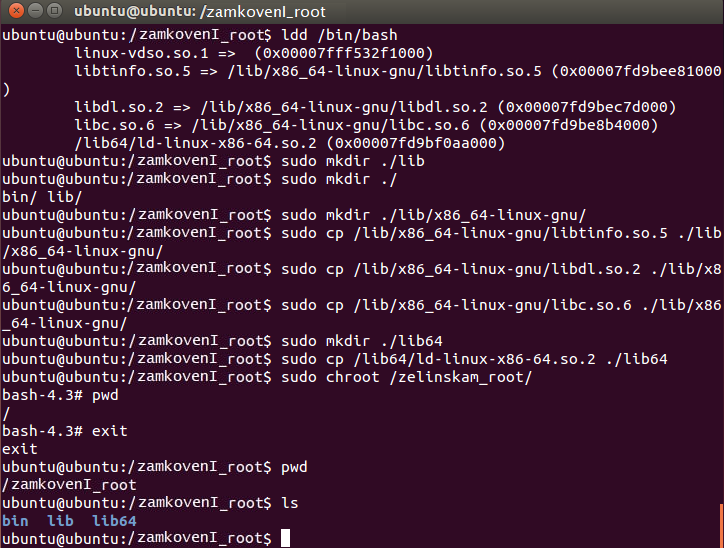 ubuntu@ubuntu: /zamkovenI_root
ubuntu@ubuntu:/zamkovenI_root$ ldd /bin/bash
linux-vdso.so.1 =>  (0x00007fff532f1000)
libtinfo.so.5 => /lib/x86_64-linux-gnu/libtinfo.so.5 (0x00007fd9bee81000
)
libdl.so.2 => /lib/x86_64-linux-gnu/libdl.so.2 (0x00007fd9bec7d000)
libc.so.6 => /lib/x86_64-linux-gnu/libc.so.6 (0x00007fd9be8b4000)
/lib64/ld-linux-x86-64.so.2 (0x00007fd9bf0aa000)
ubuntu@ubuntu:/zamkovenI_root$ sudo mkdir ./lib
ubuntu@ubuntu:/zamkovenI_root$ sudo mkdir ./
bin/ lib/
ubuntu@ubuntu:/zamkovenI_root$ sudo mkdir ./lib/x86_64-linux-gnu/
ubuntu@ubuntu:/zamkovenI_root$ sudo cp /lib/x86_64-linux-gnu/libtinfo.so.5 ./lib
/x86_64-linux-gnu/
ubuntu@ubuntu:/zamkovenI_root$ sudo cp /lib/x86_64-linux-gnu/libdl.so.2 ./lib/x8
6_64-linux-gnu/
ubuntu@ubuntu:/zamkovenI_root$ sudo cp /lib/x86_64-linux-gnu/libc.so.6 ./lib/x86
_64-linux-gnu/
ubuntu@ubuntu:/zamkovenI_root$ sudo mkdir ./lib64
ubuntu@ubuntu:/zamkovenI_root$ sudo cp /lib64/ld-linux-x86-64.so.2 ./lib64
ubuntu@ubuntu:/zamkovenI_root$ sudo chroot /zelinskam_root/
bash-4.3# pwd
/
bash-4.3# exit
exit
ubuntu@ubuntu:/zamkovenI_root$ pwd
/zamkovenI_root
ubuntu@ubuntu:/zamkovenI_root$ ls
bin  lib  lib64
ubuntu@ubuntu:/zamkovenI_root$